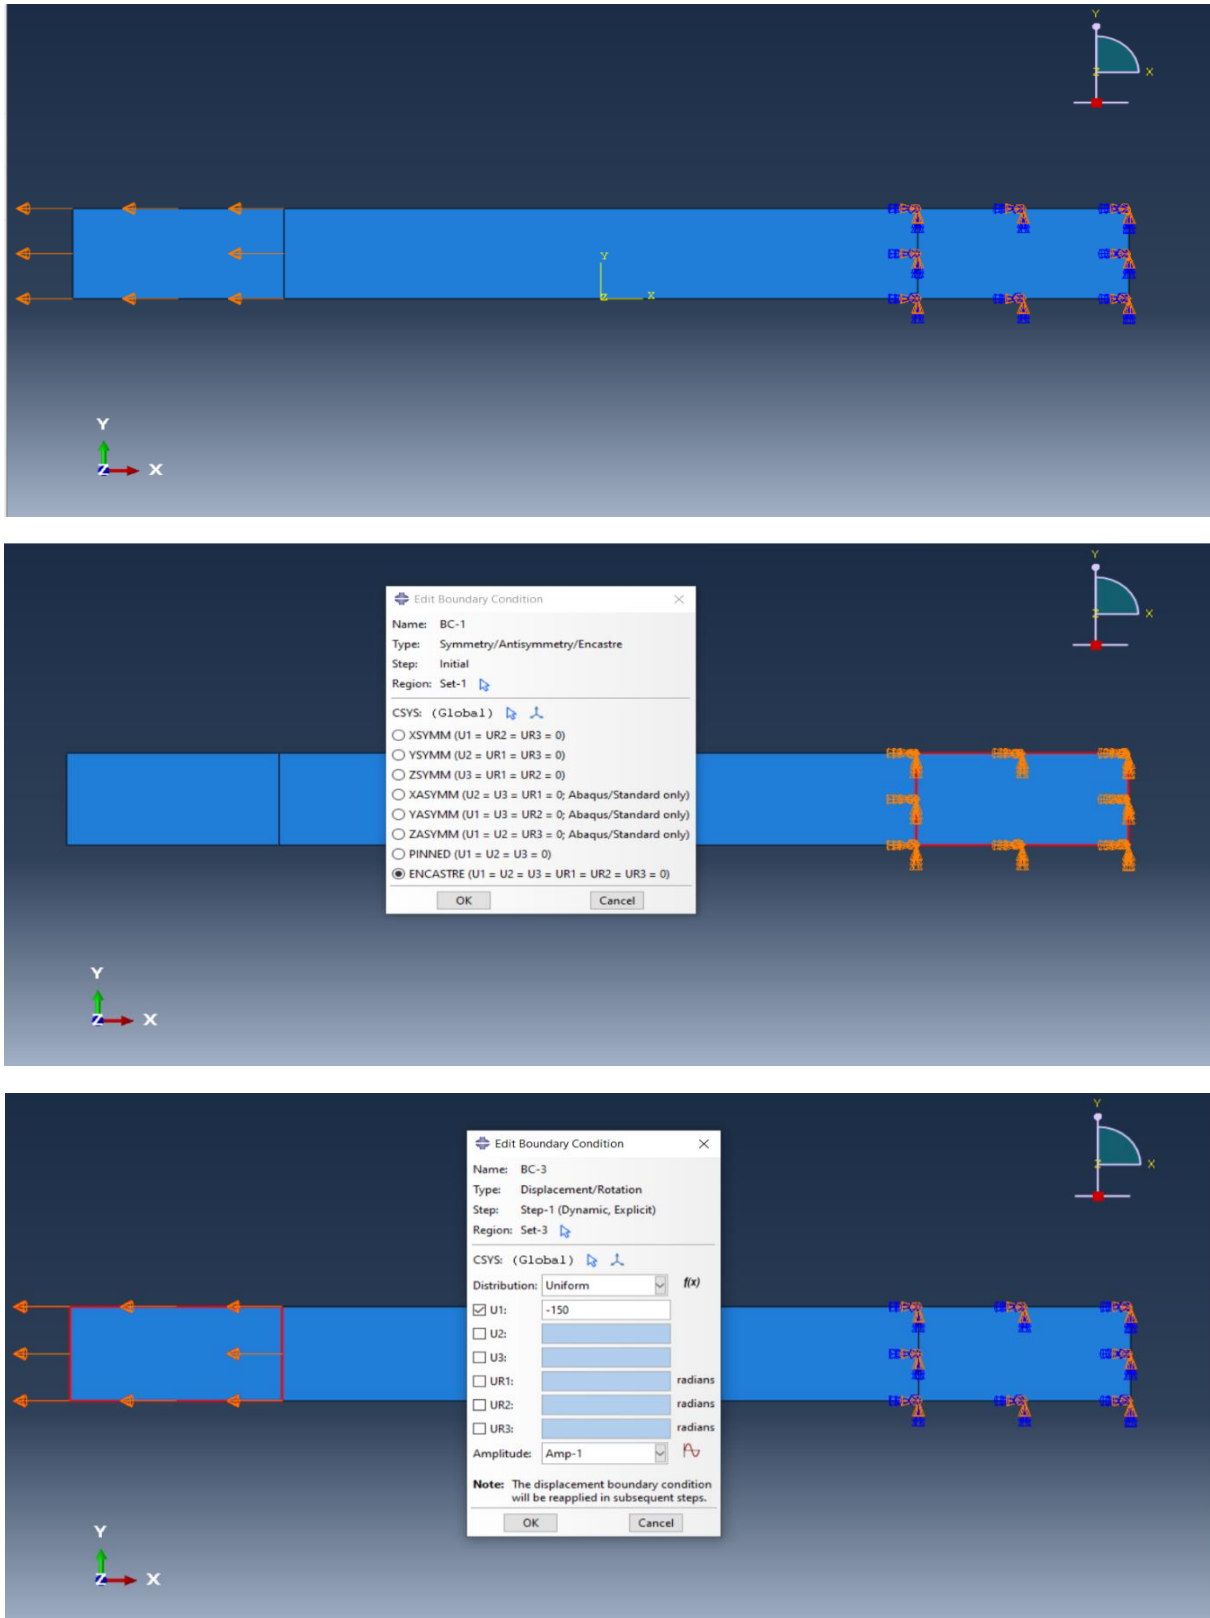 Y
Z
X
Y
Z
X
Y
Z
X
Y
Z
X
Edit Boundary Condition
Name: BC-1
Type: Symmetry/Antisymmetry/Encastre
Step: Initial
Region: Set-1
CSYS: (Global)
XSYMM (U1 = UR2 = UR3 = 0)
YSYMM (U2 = UR1 = UR3 = 0)
ZSYMM (U3 = UR1 = UR2 = 0)
XASYMM (U2 = U3 = UR1 = 0; Abaqus/Standard only)
YASYMM (U1 = U3 = UR2 = 0; Abaqus/Standard only)
ZASYMM (U1 = U2 = UR3 = 0; Abaqus/Standard only)
PINNED (U1 = U2 = U3 = 0)
ENCASTRE (U1 = U2 = U3 = UR1 = UR2 = UR3 = 0)
OK Cancel
Y
Z
X
Y
Z
X
Edit Boundary Condition
Name: BC-3
Type: Displacement/Rotation
Step: Step-1 (Dynamic, Explicit)
Region: Set-3
CSYS: (Global)
Distribution: Uniform f(x)
U1: -150
U2:
U3:
UR1: radians
UR2: radians
UR3: radians
Amplitude: Amp-1
Note: The displacement boundary condition
will be reapplied in subsequent steps.
OK Cancel
Y
Z
X